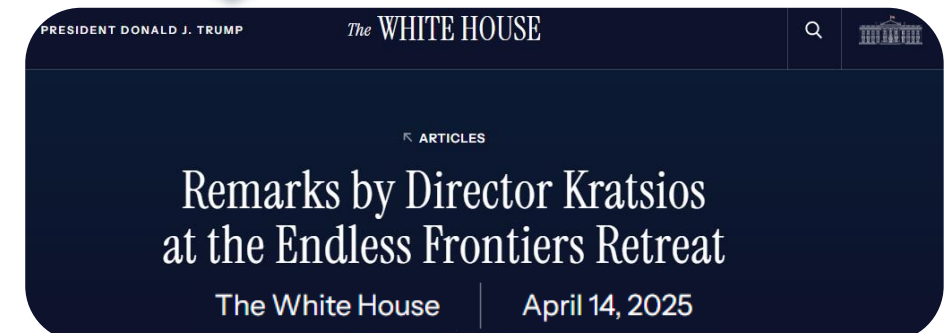 PRESIDENT DONALD J. TRUMP
The WHITE HOUSE
ARTICLES
Remarks by Director Kratsios
at the Endless Frontiers Retreat
The White House
April 14, 2025